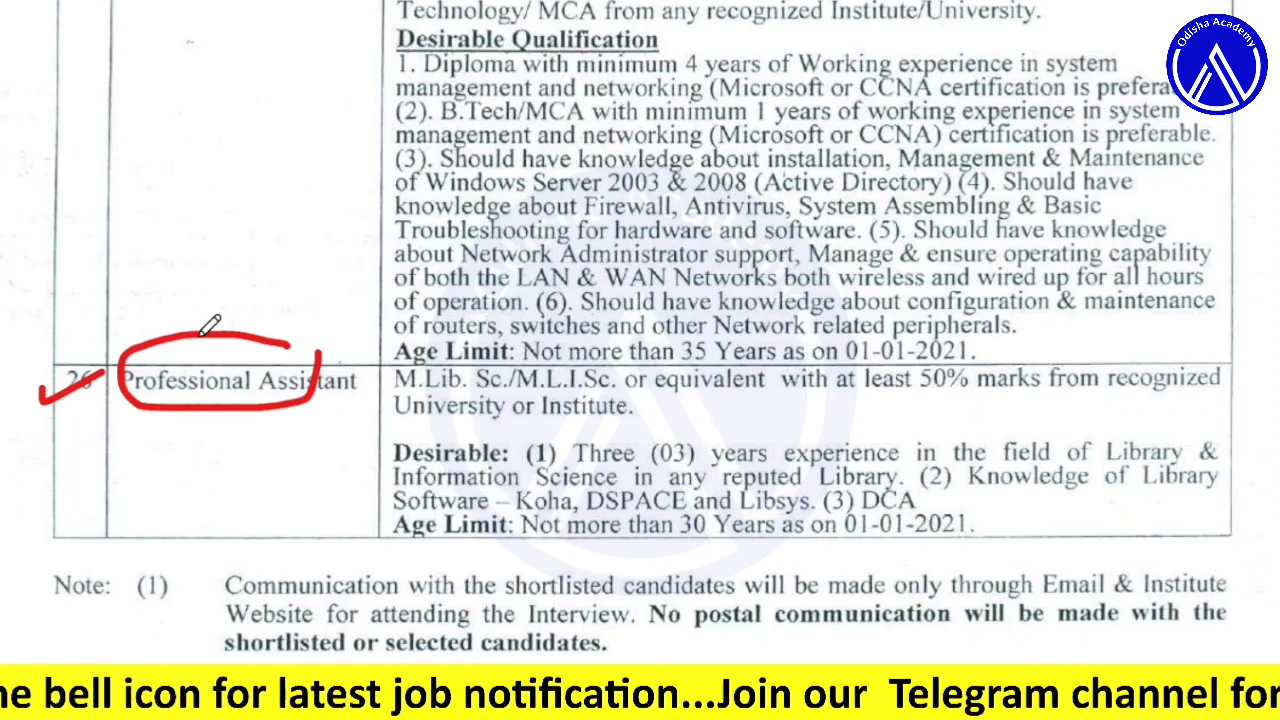 Technology/ MCA from any recognized Institute/University.
Desirable Qualification
1. Diploma with minimum 4 years of Working experience in system
management and networking (Microsoft or CCNA certification is prefera
(2). B.Tech/MCA with minimum 1 years of working experience in system
management and networking (Microsoft or CCNA) certification is preferable.
(3). Should have knowledge about installation, Management & Maintenance
of Windows Server 2003 & 2008 (Active Directory) (4). Should have
knowledge about Firewall, Antivirus, System Assembling & Basic
Troubleshooting for hardware and software. (5). Should have knowledge
about Network Administrator support, Manage & ensure operating capability
of both the LAN & WAN Networks both wireless and wired up for all hours
of operation. (6). Should have knowledge about configuration & maintenance
of routers, switches and other Network related peripherals.
Age Limit: Not more than 35 Years as on 01-01-2021.
26 Professional Assistant M.Lib. Sc./M.L.I.Sc. or equivalent with at least 50% marks from recognized
University or Institute.
Desirable: (1) Three (03) years experience in the field of Library &
Information Science in any reputed Library. (2) Knowledge of Library
Software – Koha, DSPACE and Libsys. (3) DCA
Age Limit: Not more than 30 Years as on 01-01-2021.
Note: (1) Communication with the shortlisted candidates will be made only through Email & Institute
Website for attending the Interview. No postal communication will be made with the
shortlisted or selected candidates.
Odisha Academy
he bell icon for latest job notification...Join our Telegram channel for